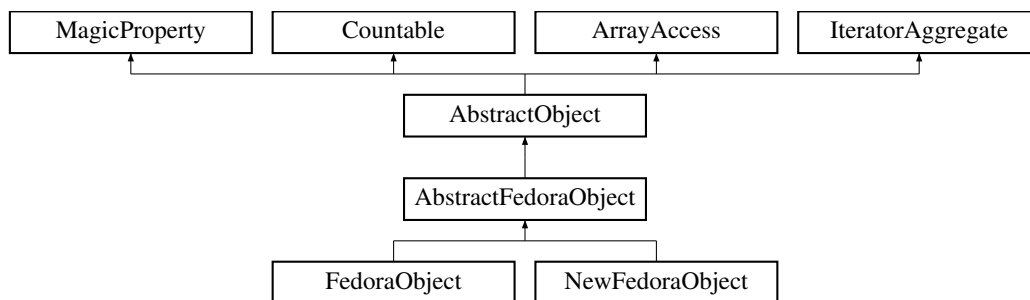 MagicProperty
Countable
ArrayAccess
IteratorAggregate
AbstractObject
AbstractFedoraObject
FedoraObject
NewFedoraObject